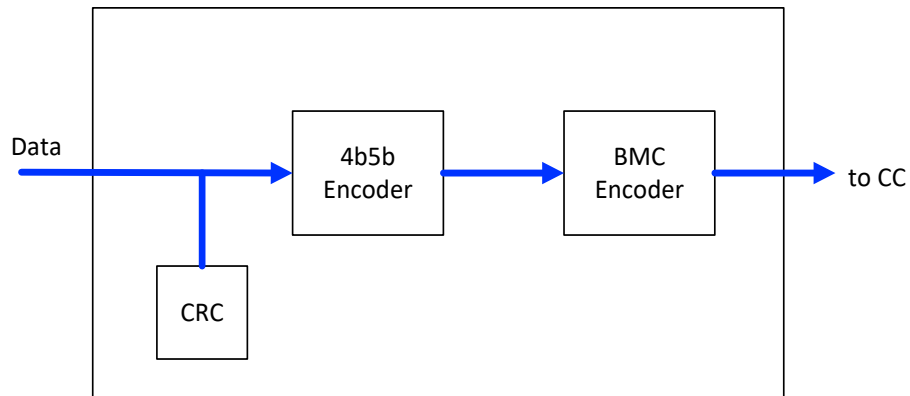 Data
4b5b
Encoder
BMC
Encoder
to CC
CRC